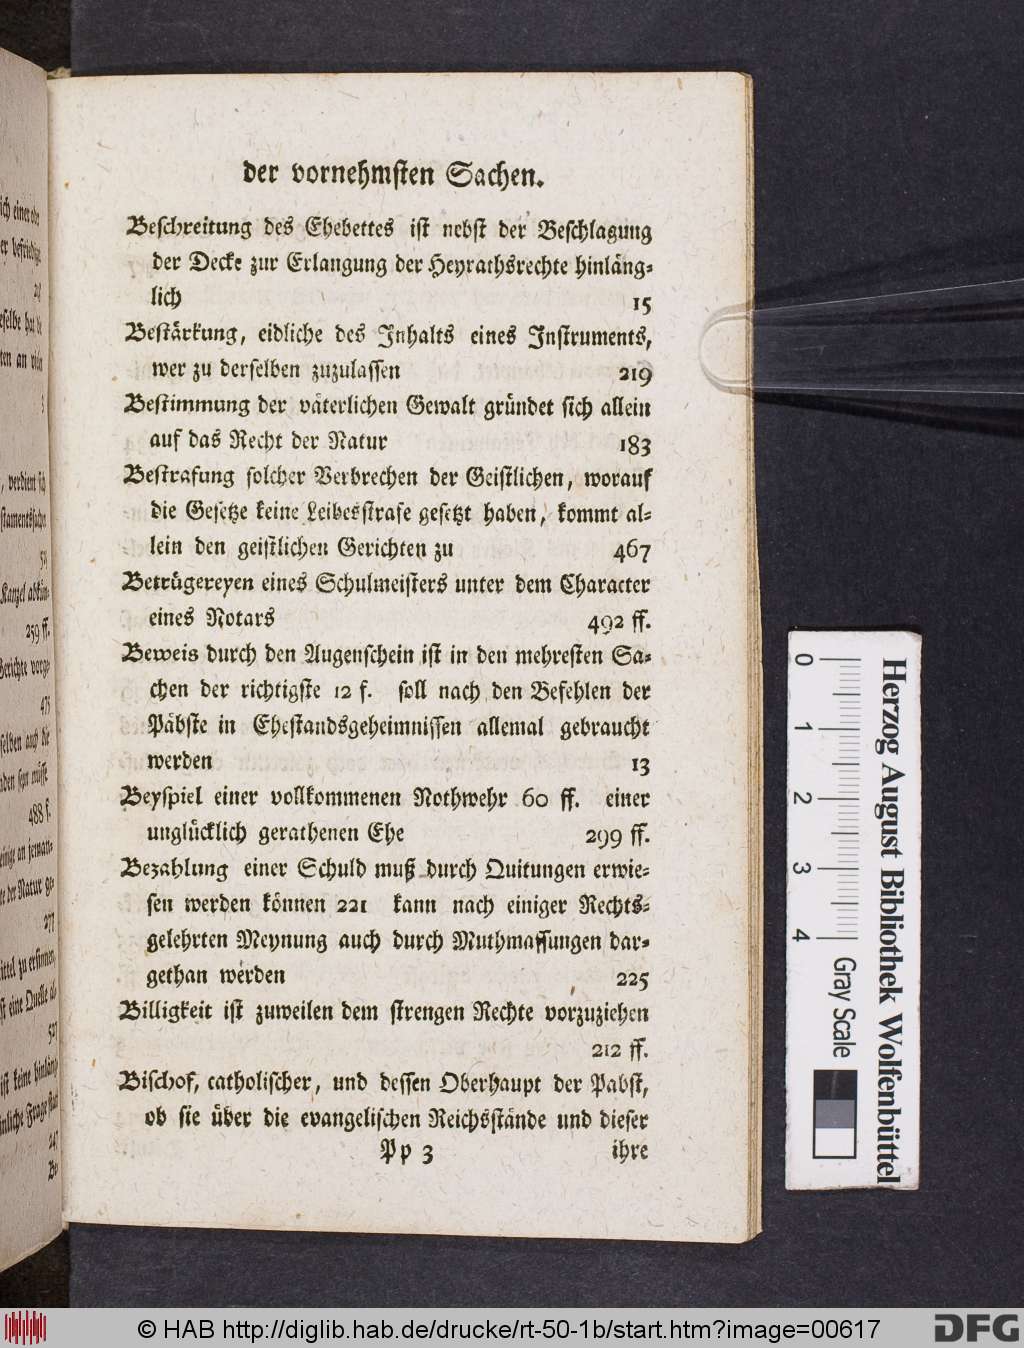 der vornehmsten Sachen.
Beschreitung des Ehebettes ist nebst der Beschlagung
der Decke zur Erlangung der Heyrathsrechte hinläng-
lich 15
Bestärkung, eidliche des Inhalts eines Instruments,
wer zu derselben zuzulassen 219
Bestimmung der väterlichen Gewalt gründet sich allein
auf das Recht der Natur 183
Bestrafung solcher Verbrechen der Geistlichen, worauf
die Gesetze keine Leibesstrafe gesetzt haben, kommt al-
lein den geistlichen Gerichten zu 467
Betrügereyen eines Schulmeisters unter dem Character
eines Notars 492 ff.
Beweis durch den Augenschein ist in den mehresten Sa-
chen der richtigste 12 f. soll nach den Befehlen der
Päbste in Ehestandsgeheimnissen allemal gebraucht
werden 13
Beyspiel einer vollkommenen Nothwehr 60 ff. einer
unglücklich gerathenen Ehe 299 ff.
Bezahlung einer Schuld muß durch Quitungen erwie-
sen werden können 221 kann nach einiger Rechts-
gelehrten Meynung auch durch Muthmassungen dar-
gethan werden 225
Billigkeit ist zuweilen dem strengen Rechte vorzuziehen
212 ff.
Bischof, catholischer, und dessen Oberhaupt der Pabst,
ob sie über die evangelischen Reichsstände und dieser
Pp 3 ihre
0 1 2 3 4 Gray Scale
Herzog August Bibliothek Wolfenbüttel
© HAB http://diglib.hab.de/drucke/rt-50-1b/start.htm?image=00617
DFG